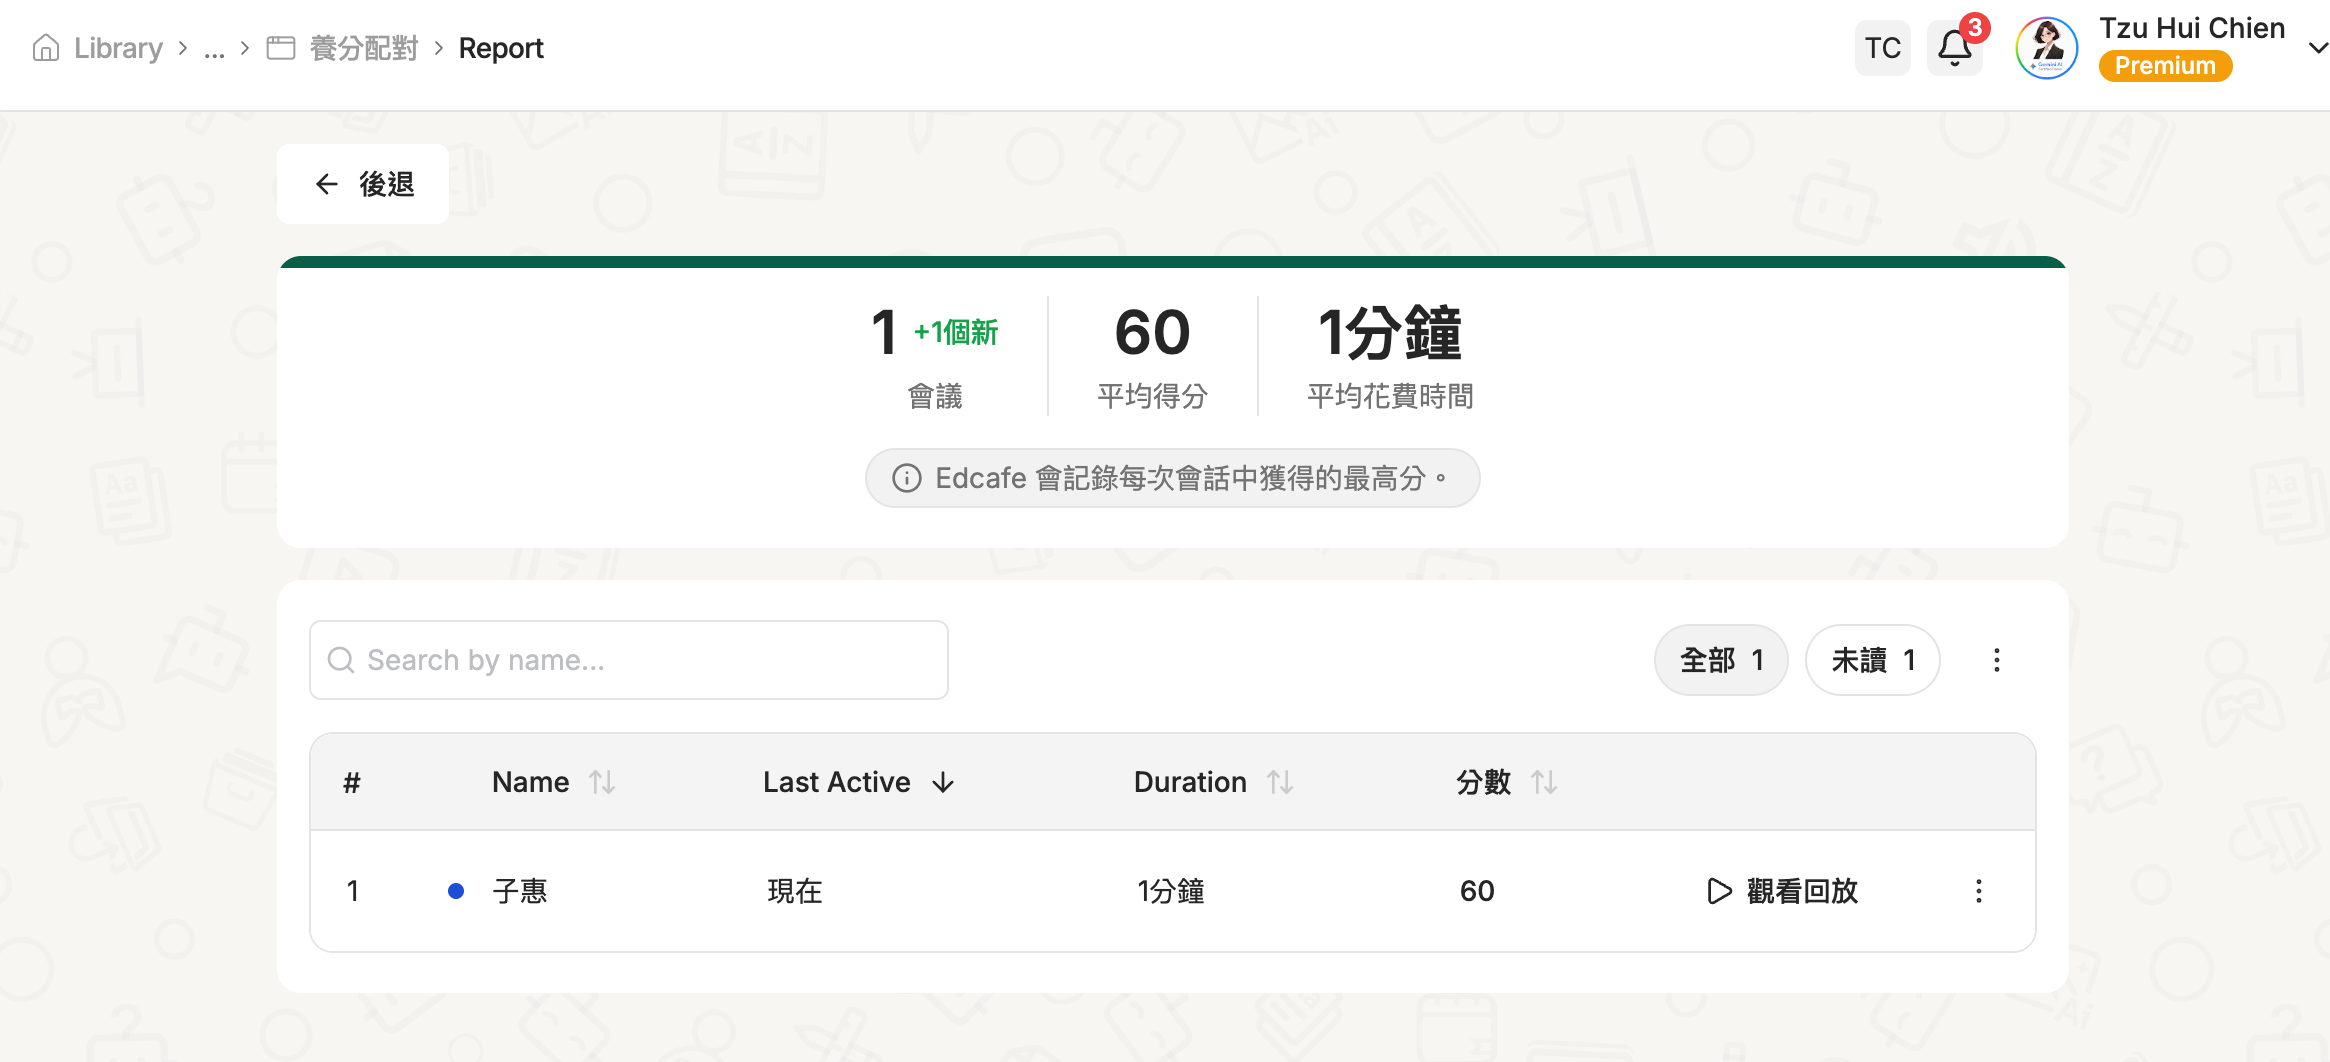 Library > ... > 養分配對 > Report
TC
3
Tzu Hui Chien
Premium
← 後退
1 +1個新
會議
60
平均得分
1分鐘
平均花費時間
Edcafe 會記錄每次會話中獲得的最高分。
Search by name...
全部 1
未讀 1
# Name Last Active Duration 分數
1 子惠 現在 1分鐘 60 觀看回放